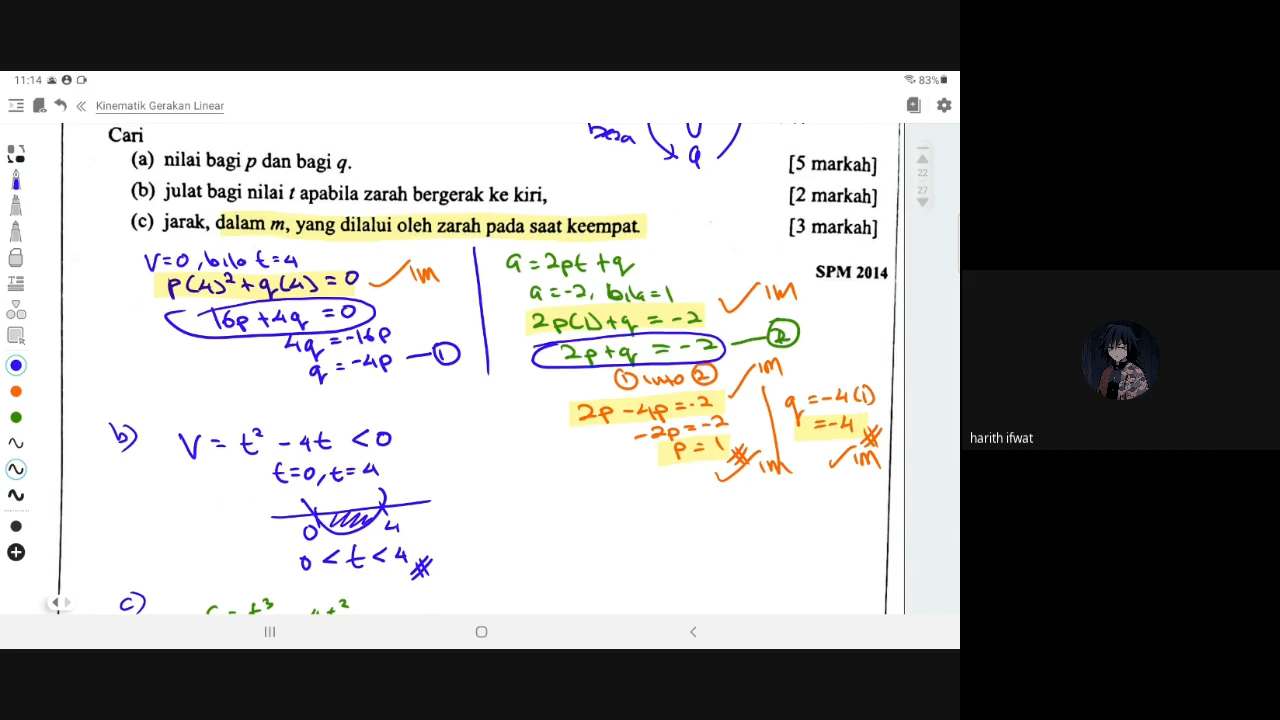 11:14
83%
Kinematik Gerakan Linear
22
27
beza
v
q
Cari
(a) nilai bagi p dan bagi q.
[5 markah]
(b) julat bagi nilai t apabila zarah bergerak ke kiri,
[2 markah]
(c) jarak, dalam m, yang dilalui oleh zarah pada saat keempat.
[3 markah]
SPM 2014
V=0, bila t=4
p(4)²+q(4) = 0
1m
16p+4q = 0
4q = -16p
q = -4p — ①
a = 2pt + q
a = -2, bila = 1
2p(1)+q = -2
1m
2p+q = -2 — ②
① into ②
1m
2p - 4p = -2
-2p = -2
p = 1
1m
q = -4(1)
= -4
1m
b) V = t² - 4t < 0
t=0, t=4
0 4
0 < t < 4
c)
harith ifwat